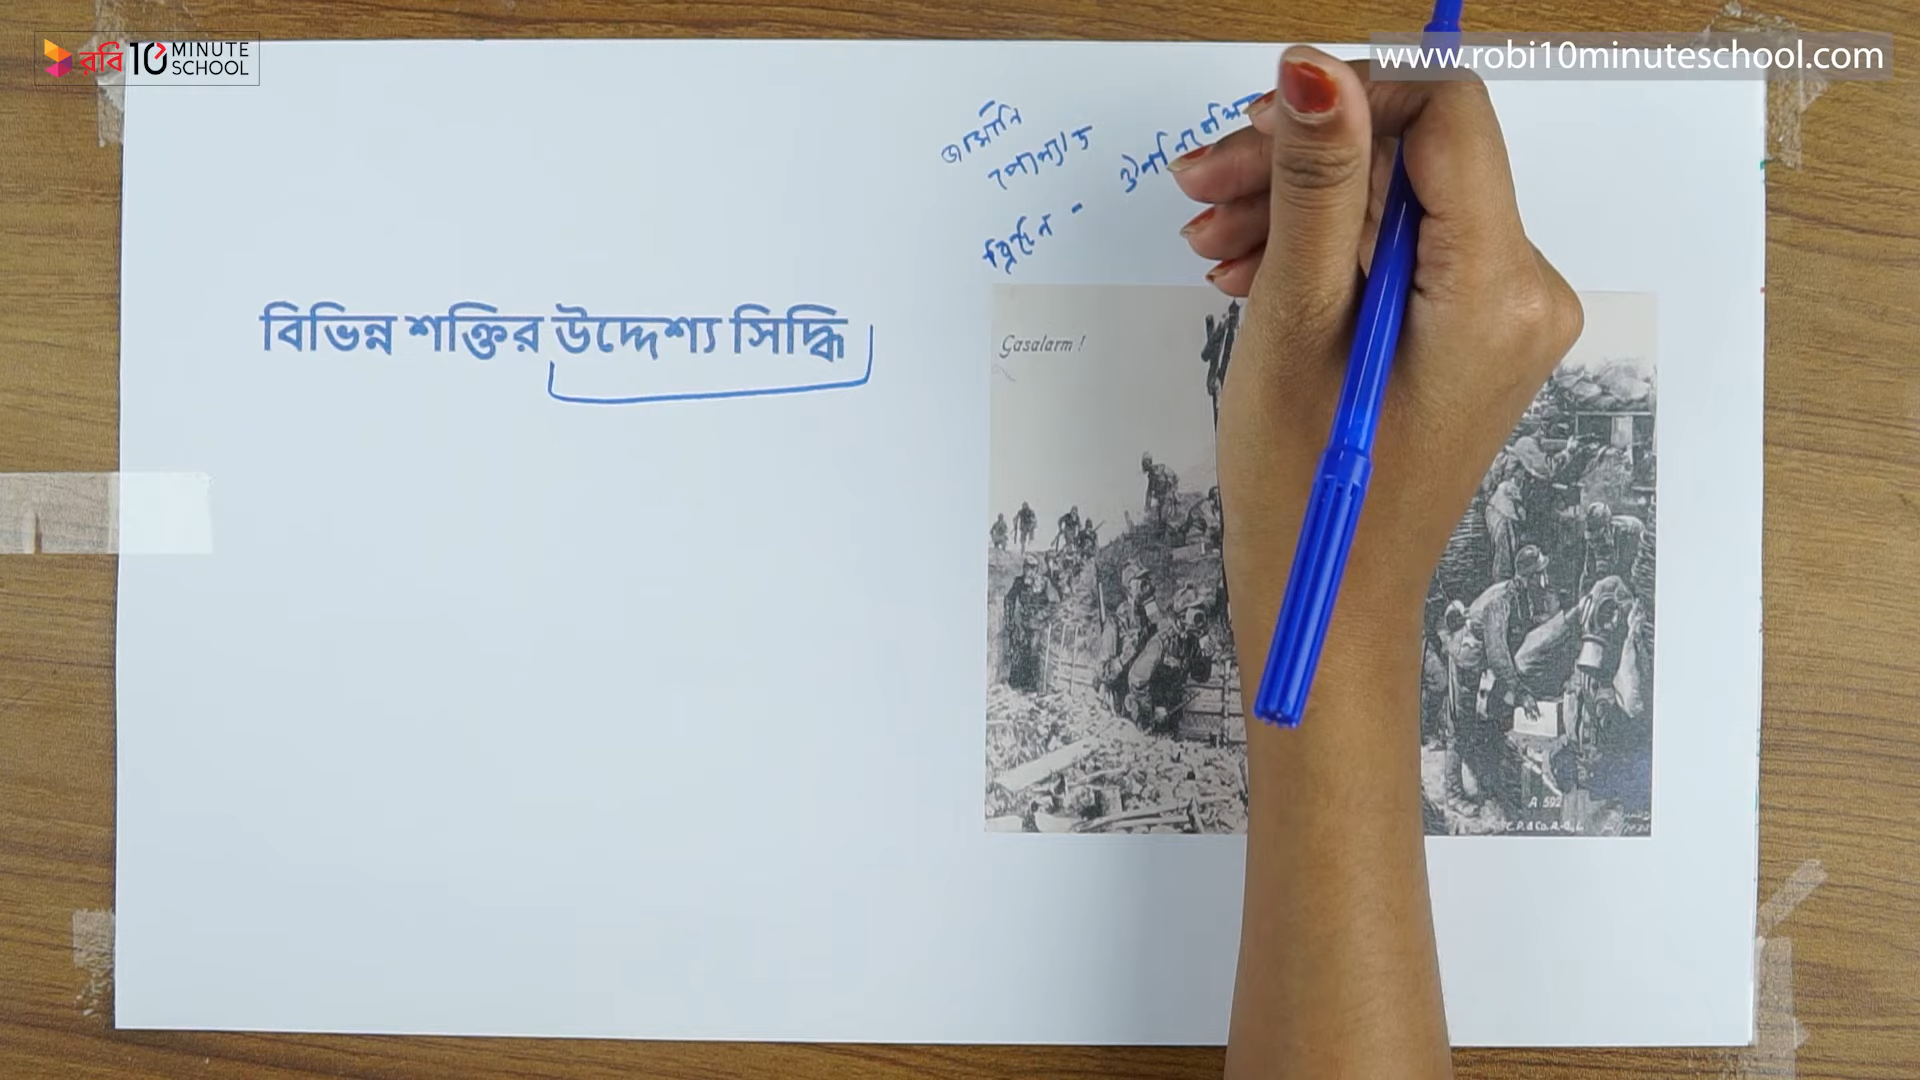 রবি 10 MINUTE SCHOOL
www.robi10minuteschool.com
জার্মানি
পোল্যান্ড
ব্রিটেন -
বিভিন্ন শক্তির উদ্দেশ্য সিদ্ধি
Gasalarm !
A 592